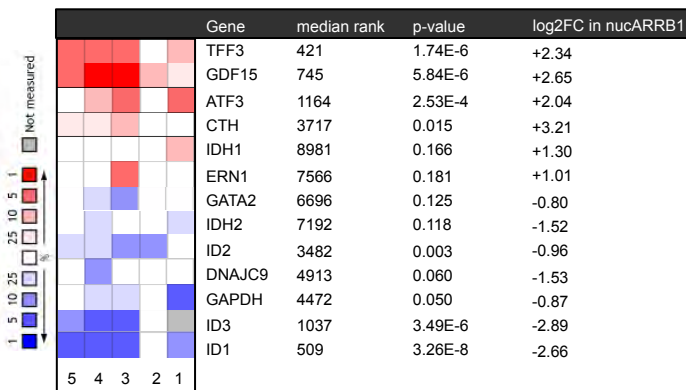 Gene median rank p-value log2FC in nucARRB1
TFF3 421 1.74E-6 +2.34
GDF15 745 5.84E-6 +2.65
ATF3 1164 2.53E-4 +2.04
CTH 3717 0.015 +3.21
IDH1 8981 0.166 +1.30
ERN1 7566 0.181 +1.01
GATA2 6696 0.125 -0.80
IDH2 7192 0.118 -1.52
ID2 3482 0.003 -0.96
DNAJC9 4913 0.060 -1.53
GAPDH 4472 0.050 -0.87
ID3 1037 3.49E-6 -2.89
ID1 509 3.26E-8 -2.66
5 4 3 2 1
Not measured
1 5 10 25 % 25 10 5 1